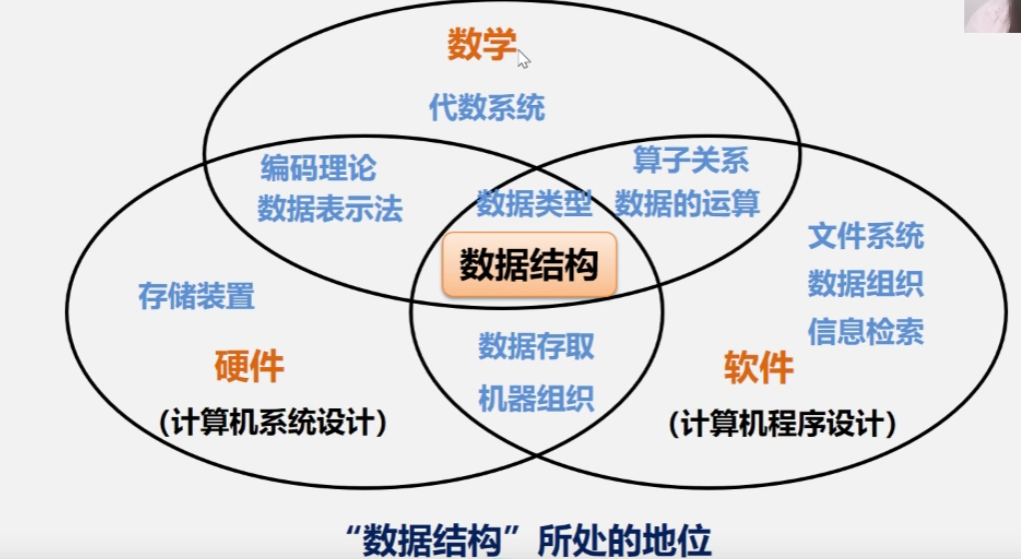 数学
代数系统
编码理论
数据表示法
算子关系
数据类型
数据的运算
数据结构
文件系统
数据组织
信息检索
存储装置
数据存取
机器组织
硬件
(计算机系统设计)
软件
(计算机程序设计)
“数据结构”所处的地位